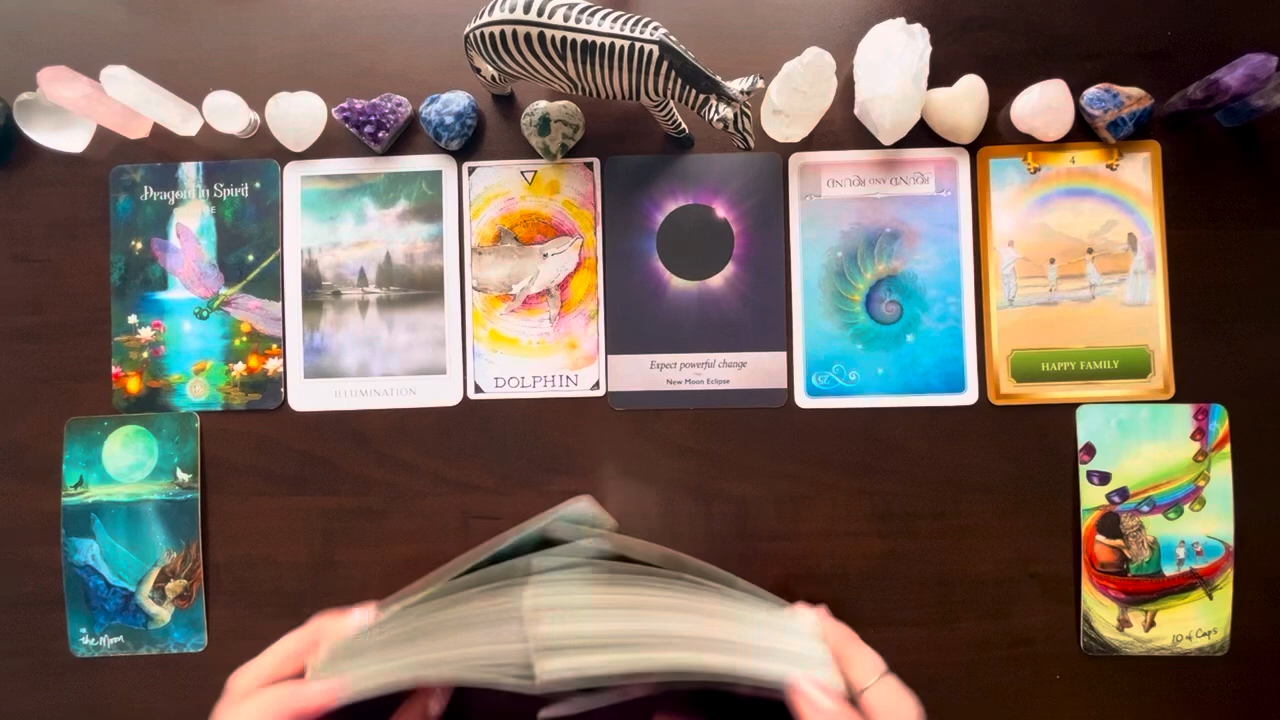 Dragonfly Spirit
ILLUMINATION
DOLPHIN
Expect powerful change
New Moon Eclipse
ROUND AND ROUND
25
4
HAPPY FAMILY
the Moon
10 of Cups